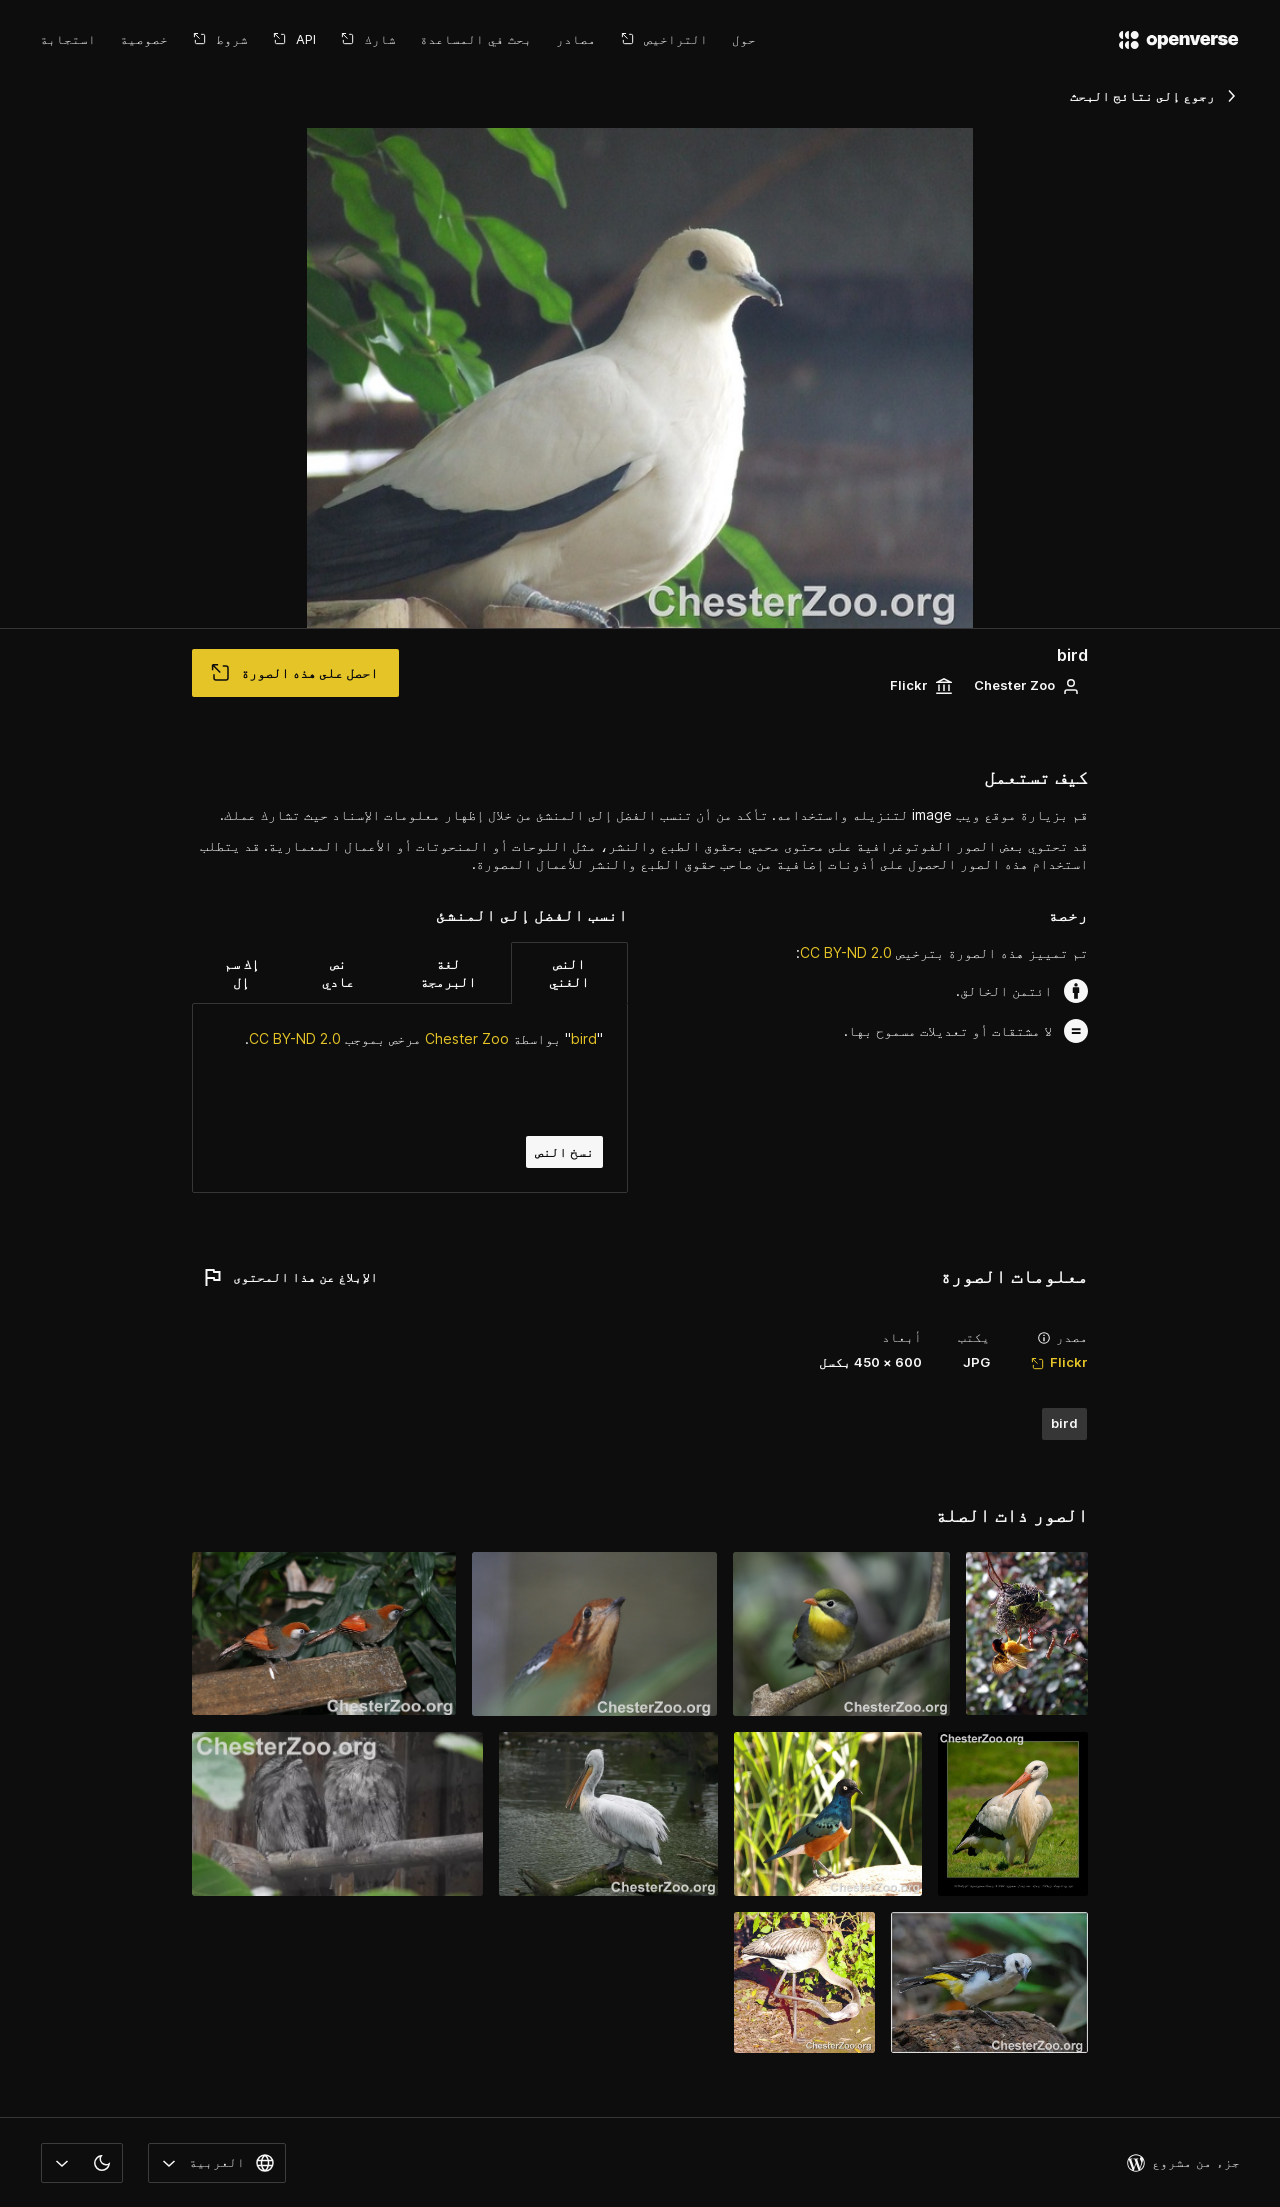 openverse
حول
التراخيص
مصادر
بحث في المساعدة
شارك
API
شروط
خصوصية
استجابة
رجوع إلى نتائج البحث
ChesterZoo.org
bird
Chester Zoo
Flickr
احصل على هذه الصورة
كيف تستعمل
قم بزيارة موقع ويب image لتنزيله واستخدامه. تأكد من أن تنسب الفضل إلى المنشئ من خلال إظهار معلومات الإسناد حيث تشارك عملك.
قد تحتوي بعض الصور الفوتوغرافية على محتوى محمي بحقوق الطبع والنشر، مثل اللوحات أو المنحوتات أو الأعمال المعمارية. قد يتطلب
استخدام هذه الصور الحصول على أذونات إضافية من صاحب حقوق الطبع والنشر للأعمال المصورة.
رخصة
تم تمييز هذه الصورة بترخيص CC BY-ND 2.0:
ائتمن الخالق.
لا مشتقات أو تعديلات مسموح بها.
انسب الفضل إلى المنشئ
النص
الغني
لغة
البرمجة
نص
عادي
إك سم
إل
"bird" بواسطة Chester Zoo مرخص بموجب CC BY-ND 2.0.
نسخ النص
معلومات الصورة
الإبلاغ عن هذا المحتوى
مصدر
Flickr
يكتب
JPG
أبعاد
600 × 450 بكسل
bird
الصور ذات الصلة
ChesterZoo.org
ChesterZoo.org
ChesterZoo.org
ChesterZoo.org
ChesterZoo.org
ChesterZoo.org
ChesterZoo.org
ChesterZoo.org
ChesterZoo.org
جزء من مشروع
العربية